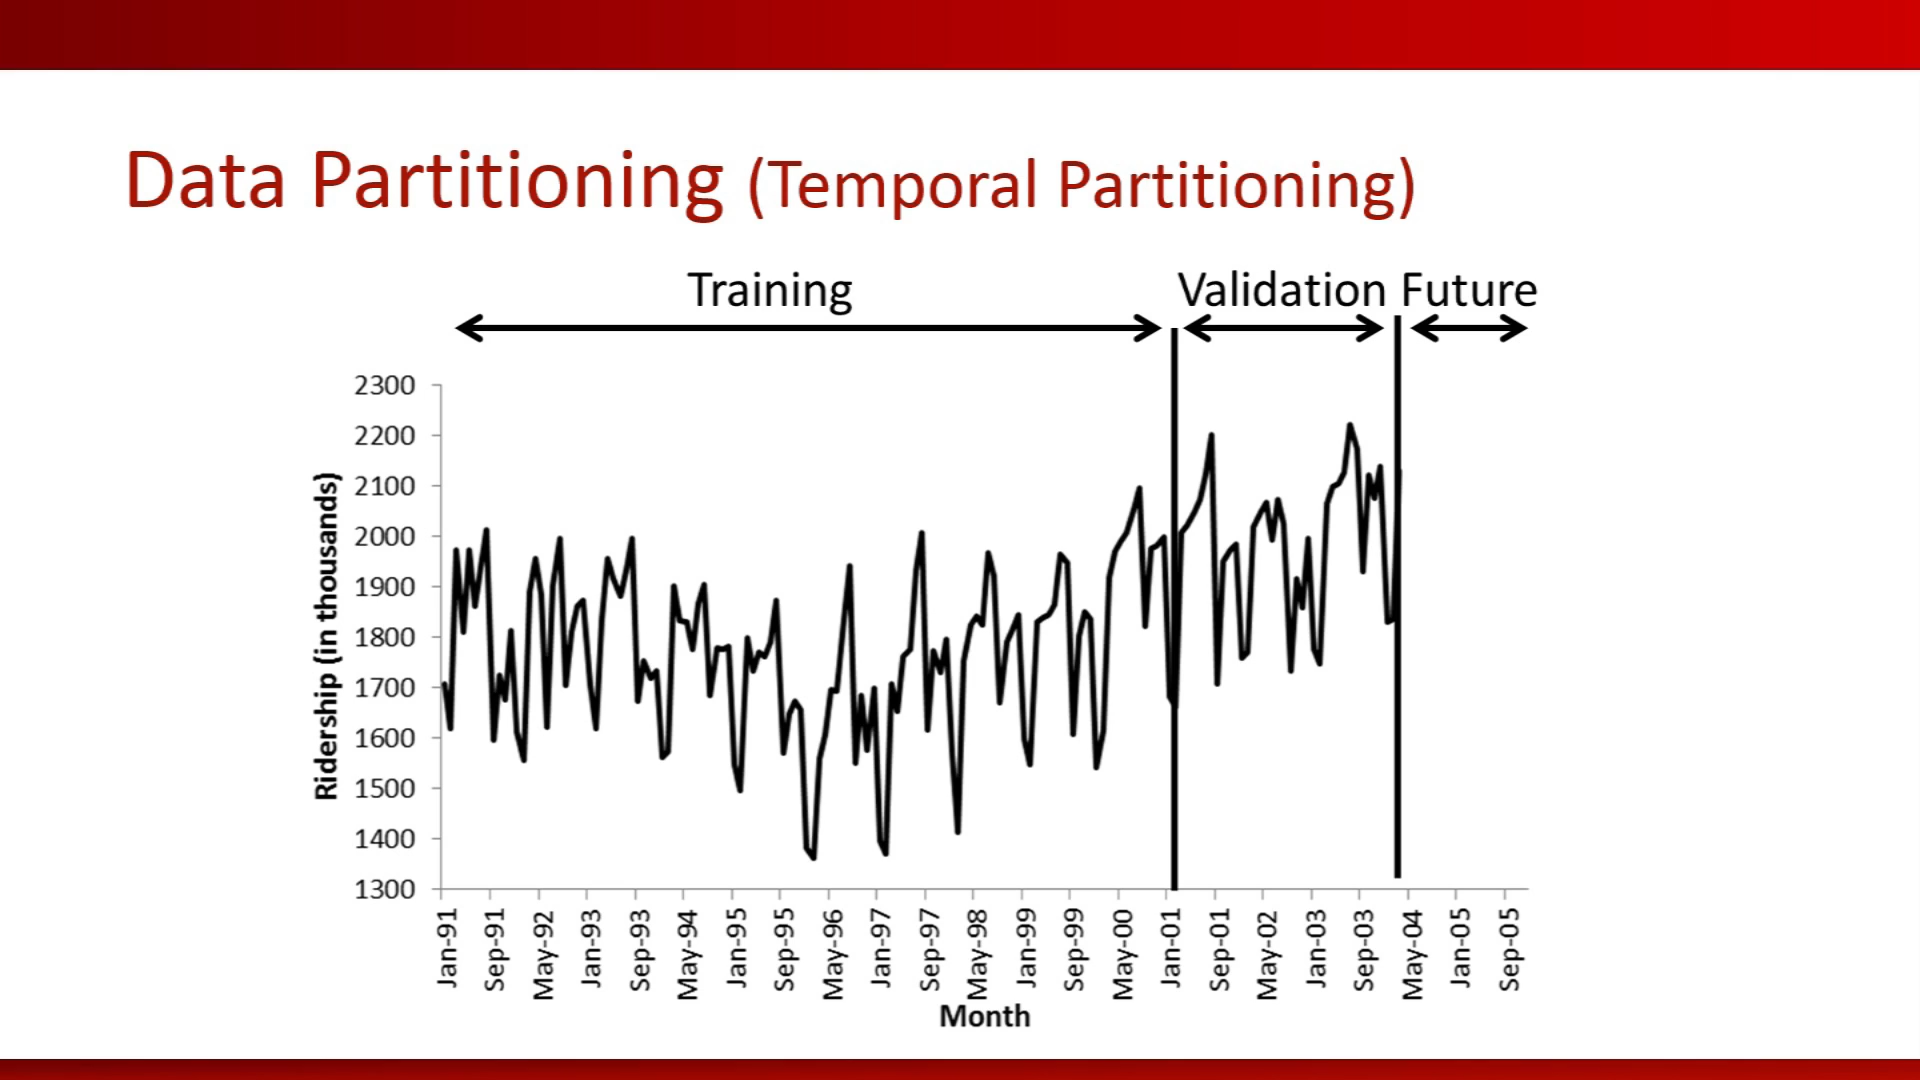 Data Partitioning (Temporal Partitioning)
Training
Validation
Future
2300
2200
2100
2000
1900
1800
1700
1600
1500
1400
1300
Ridership (in thousands)
Jan-91
Sep-91
May-92
Jan-93
Sep-93
May-94
Jan-95
Sep-95
May-96
Jan-97
Sep-97
May-98
Jan-99
Sep-99
May-00
Jan-01
Sep-01
May-02
Jan-03
Sep-03
May-04
Jan-05
Sep-05
Month